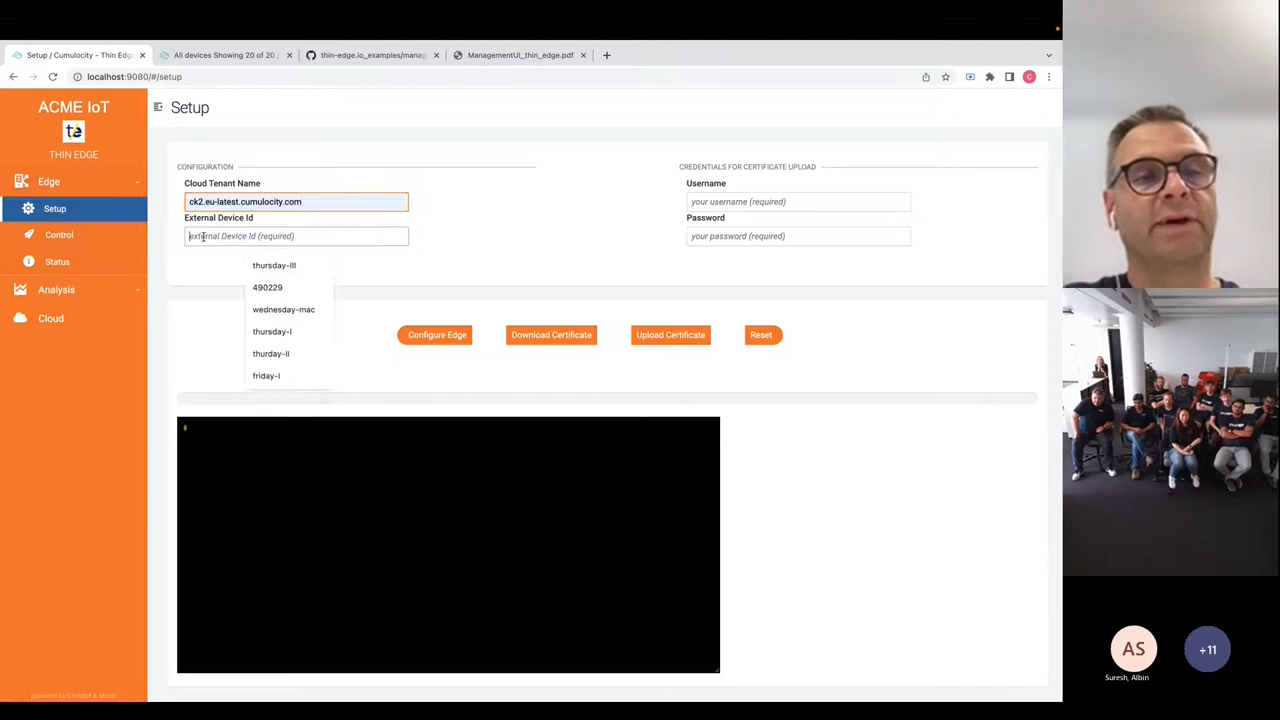 Setup / Cumulocity - Thin Edg
All devices Showing 20 of 20
thin-edge.io_examples/manag
ManagementUI_thin_edge.pdf
localhost:9080/#/setup
C
ACME IoT
te
THIN EDGE
Edge
Setup
Control
Status
Analysis
Cloud
Setup
CONFIGURATION
Cloud Tenant Name
ck2.eu-latest.cumulocity.com
External Device Id
external Device Id (required)
thursday-III
490229
wednesday-mac
thursday-I
thurday-II
friday-I
CREDENTIALS FOR CERTIFICATE UPLOAD
Username
your username (required)
Password
your password (required)
Configure Edge
Download Certificate
Upload Certificate
Reset
#
AS
+11
Suresh, Albin